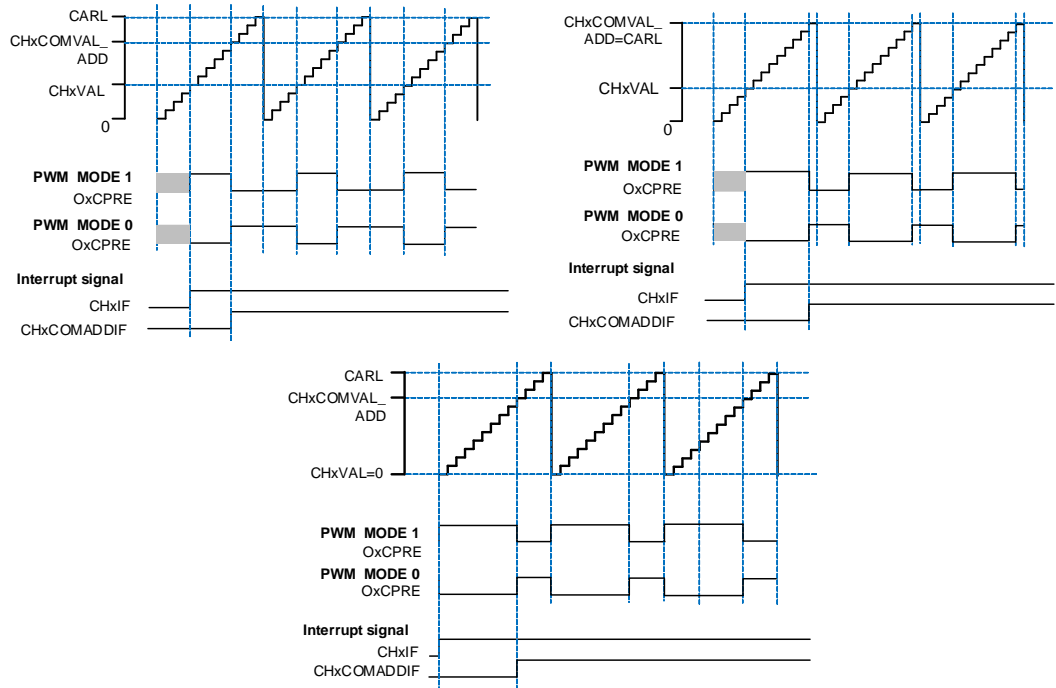 CARL
CHxCOMVAL_
ADD
CHxVAL
0
PWM MODE 1
OxCPRE
PWM MODE 0
OxCPRE
Interrupt signal
CHxIF
CHxCOMADDIF
CHxCOMVAL_
ADD=CARL
CHxVAL
0
PWM MODE 1
OxCPRE
PWM MODE 0
OxCPRE
Interrupt signal
CHxIF
CHxCOMADDIF
CARL
CHxCOMVAL_
ADD
CHxVAL=0
PWM MODE 1
OxCPRE
PWM MODE 0
OxCPRE
Interrupt signal
CHxIF
CHxCOMADDIF